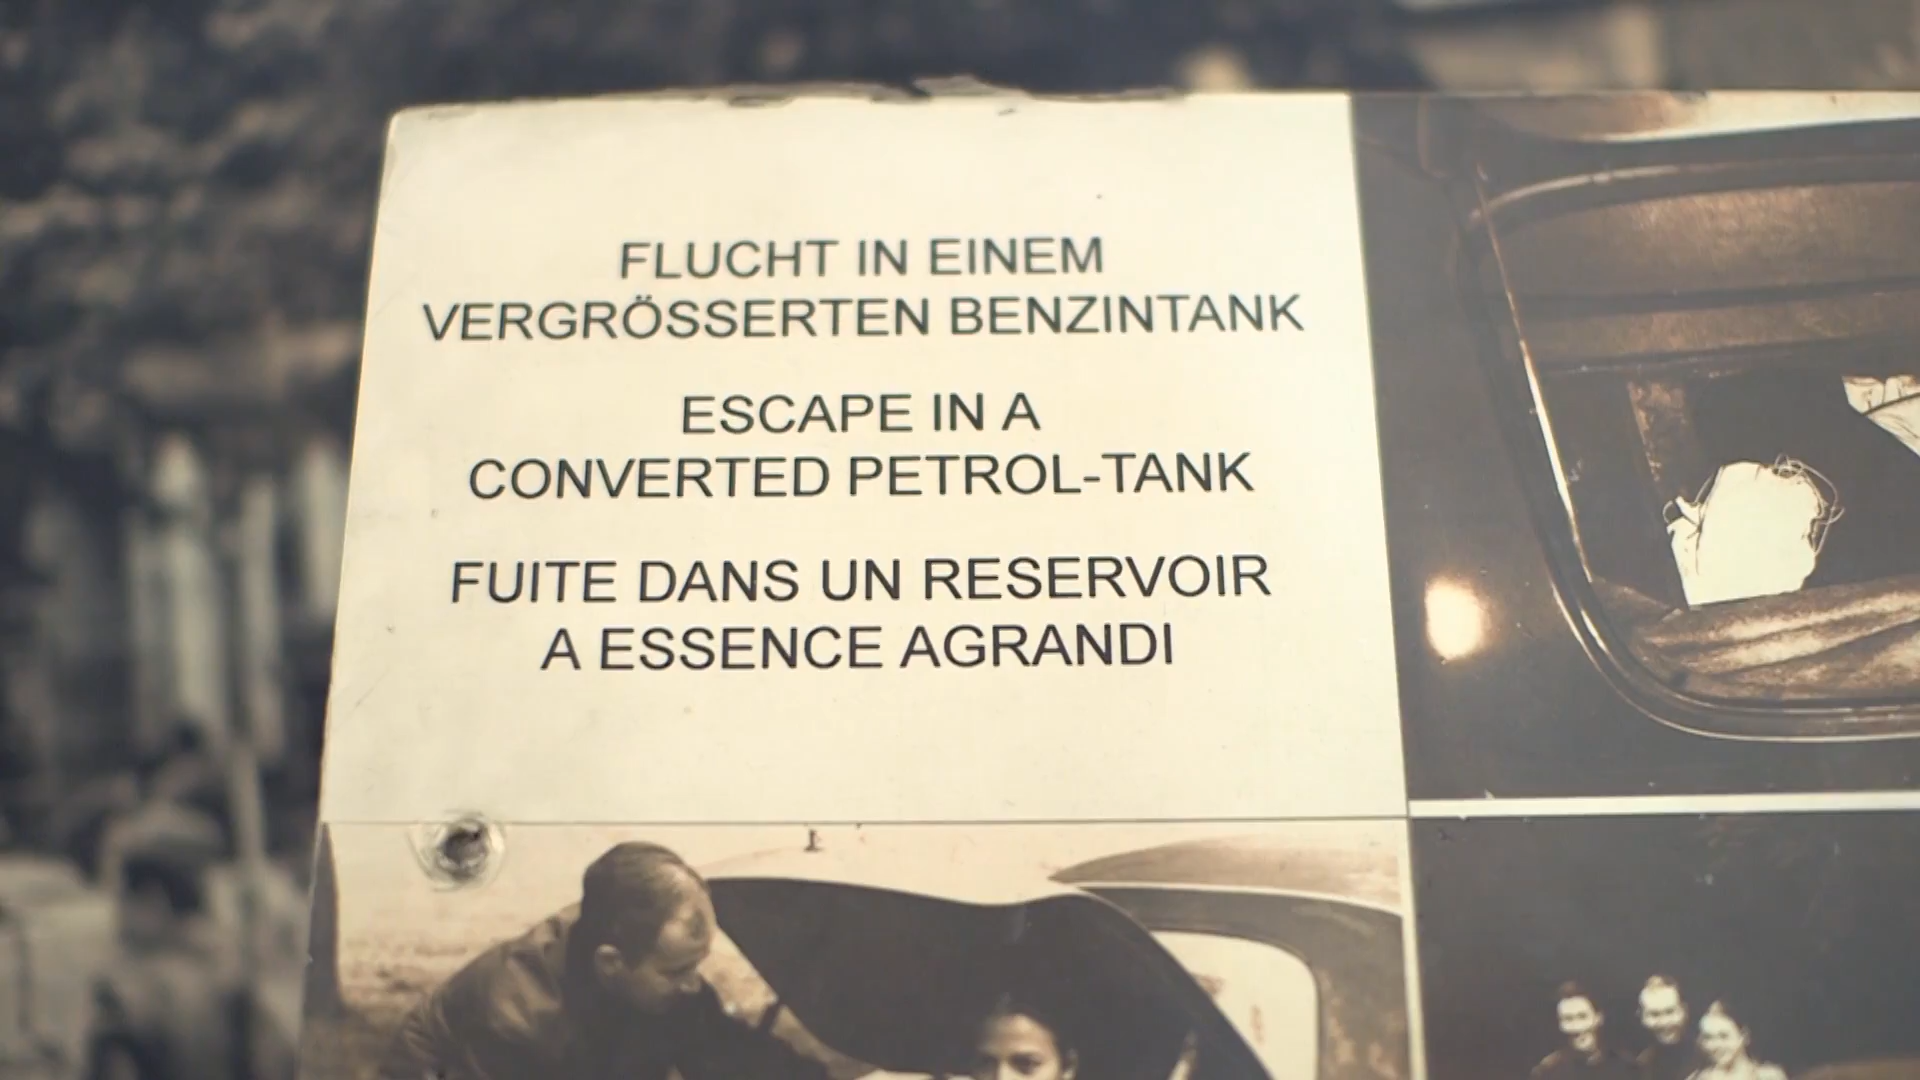 FLUCHT IN EINEM
VERGRÖSSERTEN BENZINTANK
ESCAPE IN A
CONVERTED PETROL-TANK
FUITE DANS UN RESERVOIR
A ESSENCE AGRANDI